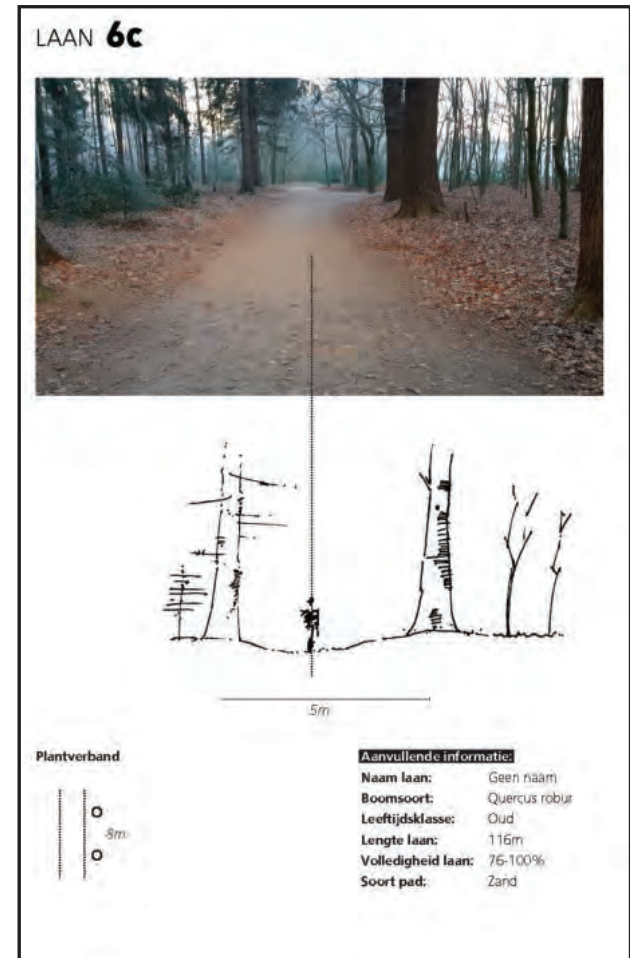 LAAN 6c
5m
Plantverband
8m
Aanvullende informatie:
Naam laan: Geen naam
Boomsoort: Quercus robur
Leeftijdsklasse: Oud
Lengte laan: 116m
Volledigheid laan: 76-100%
Soort pad: Zand